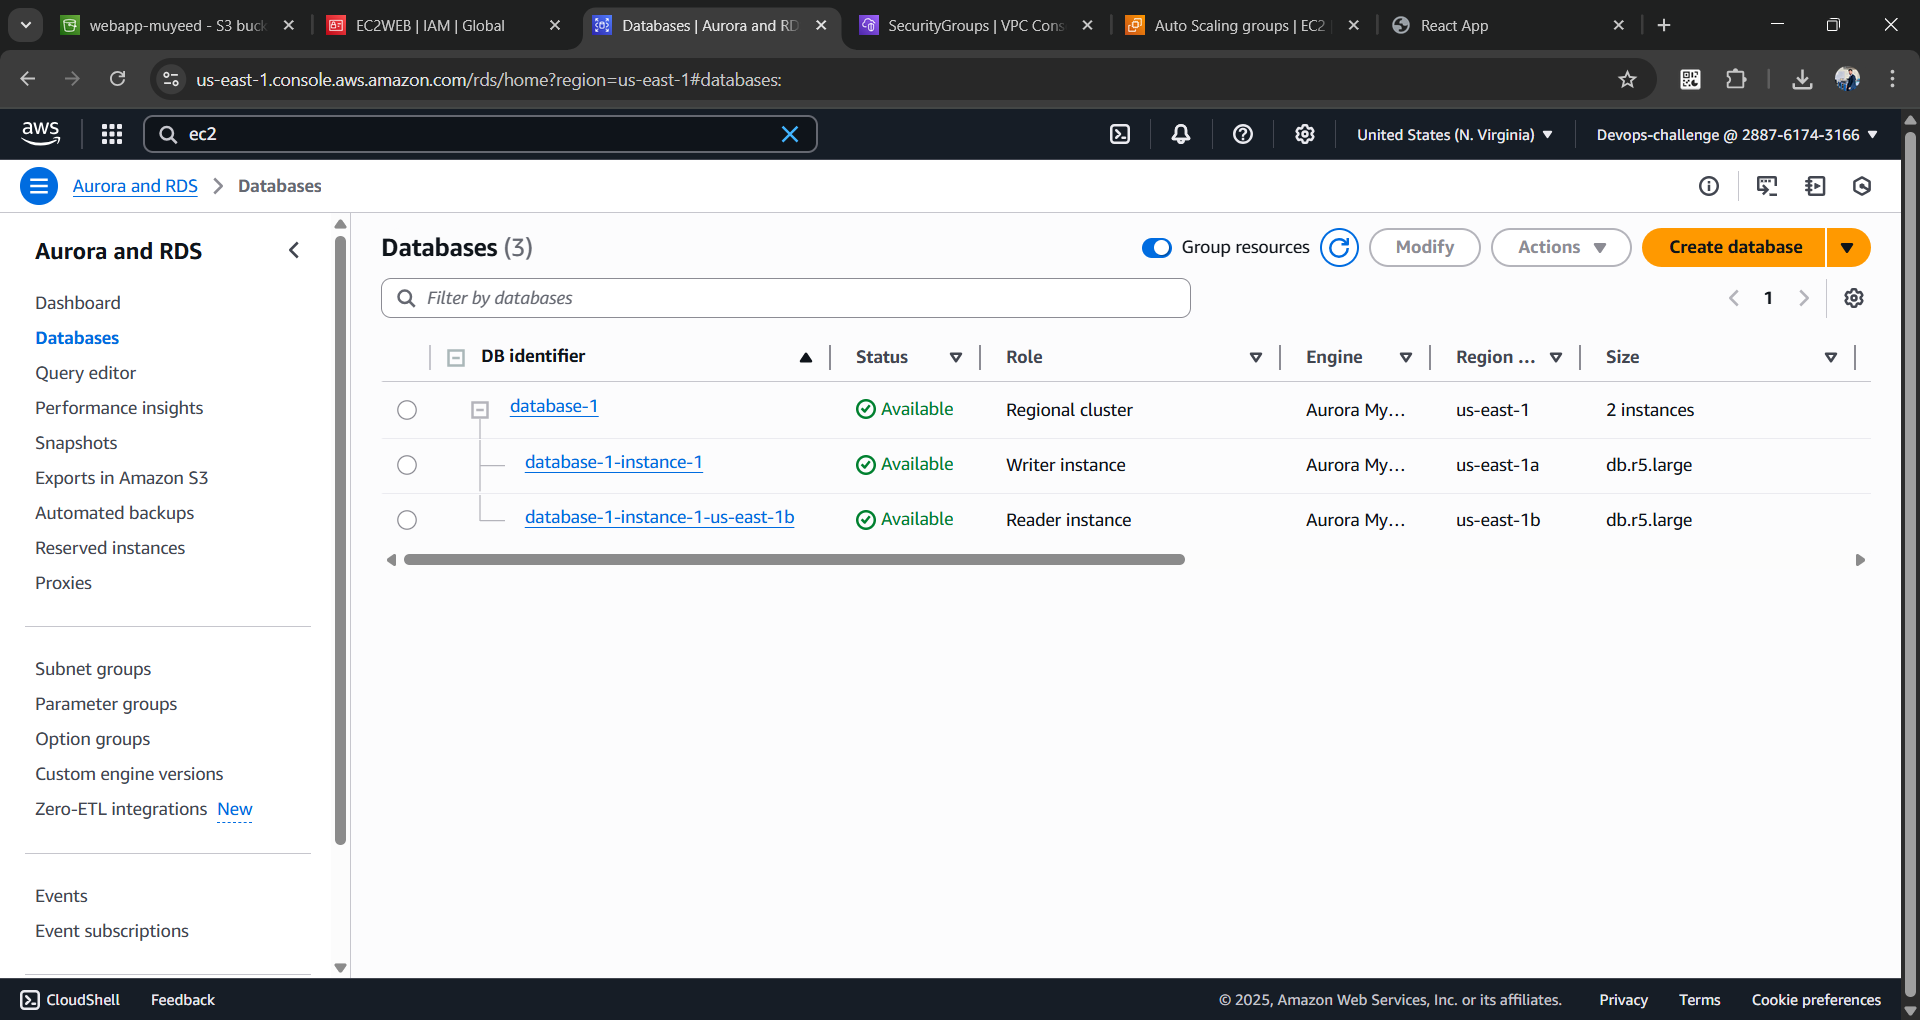 webapp-muyeed - S3 buck
EC2WEB | IAM | Global
Databases | Aurora and RD
SecurityGroups | VPC Cons
Auto Scaling groups | EC2
React App
us-east-1.console.aws.amazon.com/rds/home?region=us-east-1#databases:
aws
ec2
United States (N. Virginia)
Devops-challenge @ 2887-6174-3166
Aurora and RDS > Databases
Aurora and RDS
Dashboard
Databases
Query editor
Performance insights
Snapshots
Exports in Amazon S3
Automated backups
Reserved instances
Proxies
Subnet groups
Parameter groups
Option groups
Custom engine versions
Zero-ETL integrations New
Events
Event subscriptions
Databases (3)
Group resources
Modify
Actions
Create database
Filter by databases
1
DB identifier Status Role Engine Region ... Size
database-1 Available Regional cluster Aurora My... us-east-1 2 instances
database-1-instance-1 Available Writer instance Aurora My... us-east-1a db.r5.large
database-1-instance-1-us-east-1b Available Reader instance Aurora My... us-east-1b db.r5.large
CloudShell Feedback
© 2025, Amazon Web Services, Inc. or its affiliates. Privacy Terms Cookie preferences